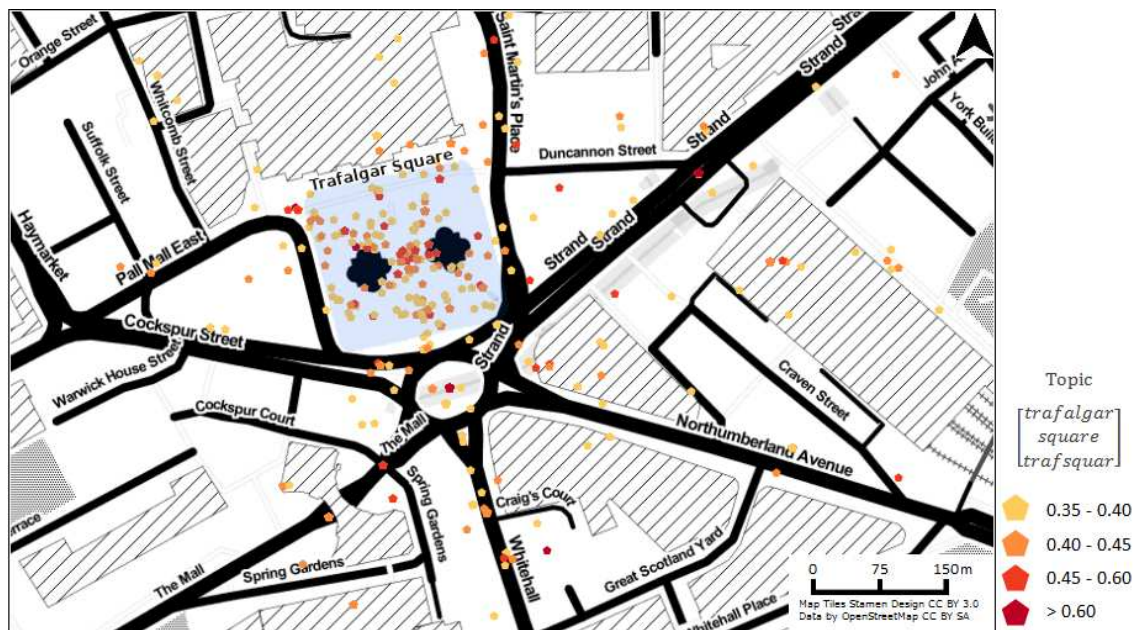 Orange Street
Whitcomb Street
Suffolk Street
Haymarket
Pall Mall East
Trafalgar Square
Saint Martin's Place
Duncannon Street
Strand
Strand
Strand
Strand
Strand
Strand
John
York Buil
Cockspur Street
Warwick House Street
Cockspur Court
The Mall
Spring Gardens
Craig's Court
Northumberland Avenue
Craven Street
The Mall
Spring Gardens
Whitehall
Great Scotland Yard
Whitehall Place
0 75 150 m
Map Tiles Stamen Design CC BY 3.0
Data by OpenStreetMap CC BY SA
Topic
[trafalgar
square
trafsquar]
0.35 - 0.40
0.40 - 0.45
0.45 - 0.60
> 0.60